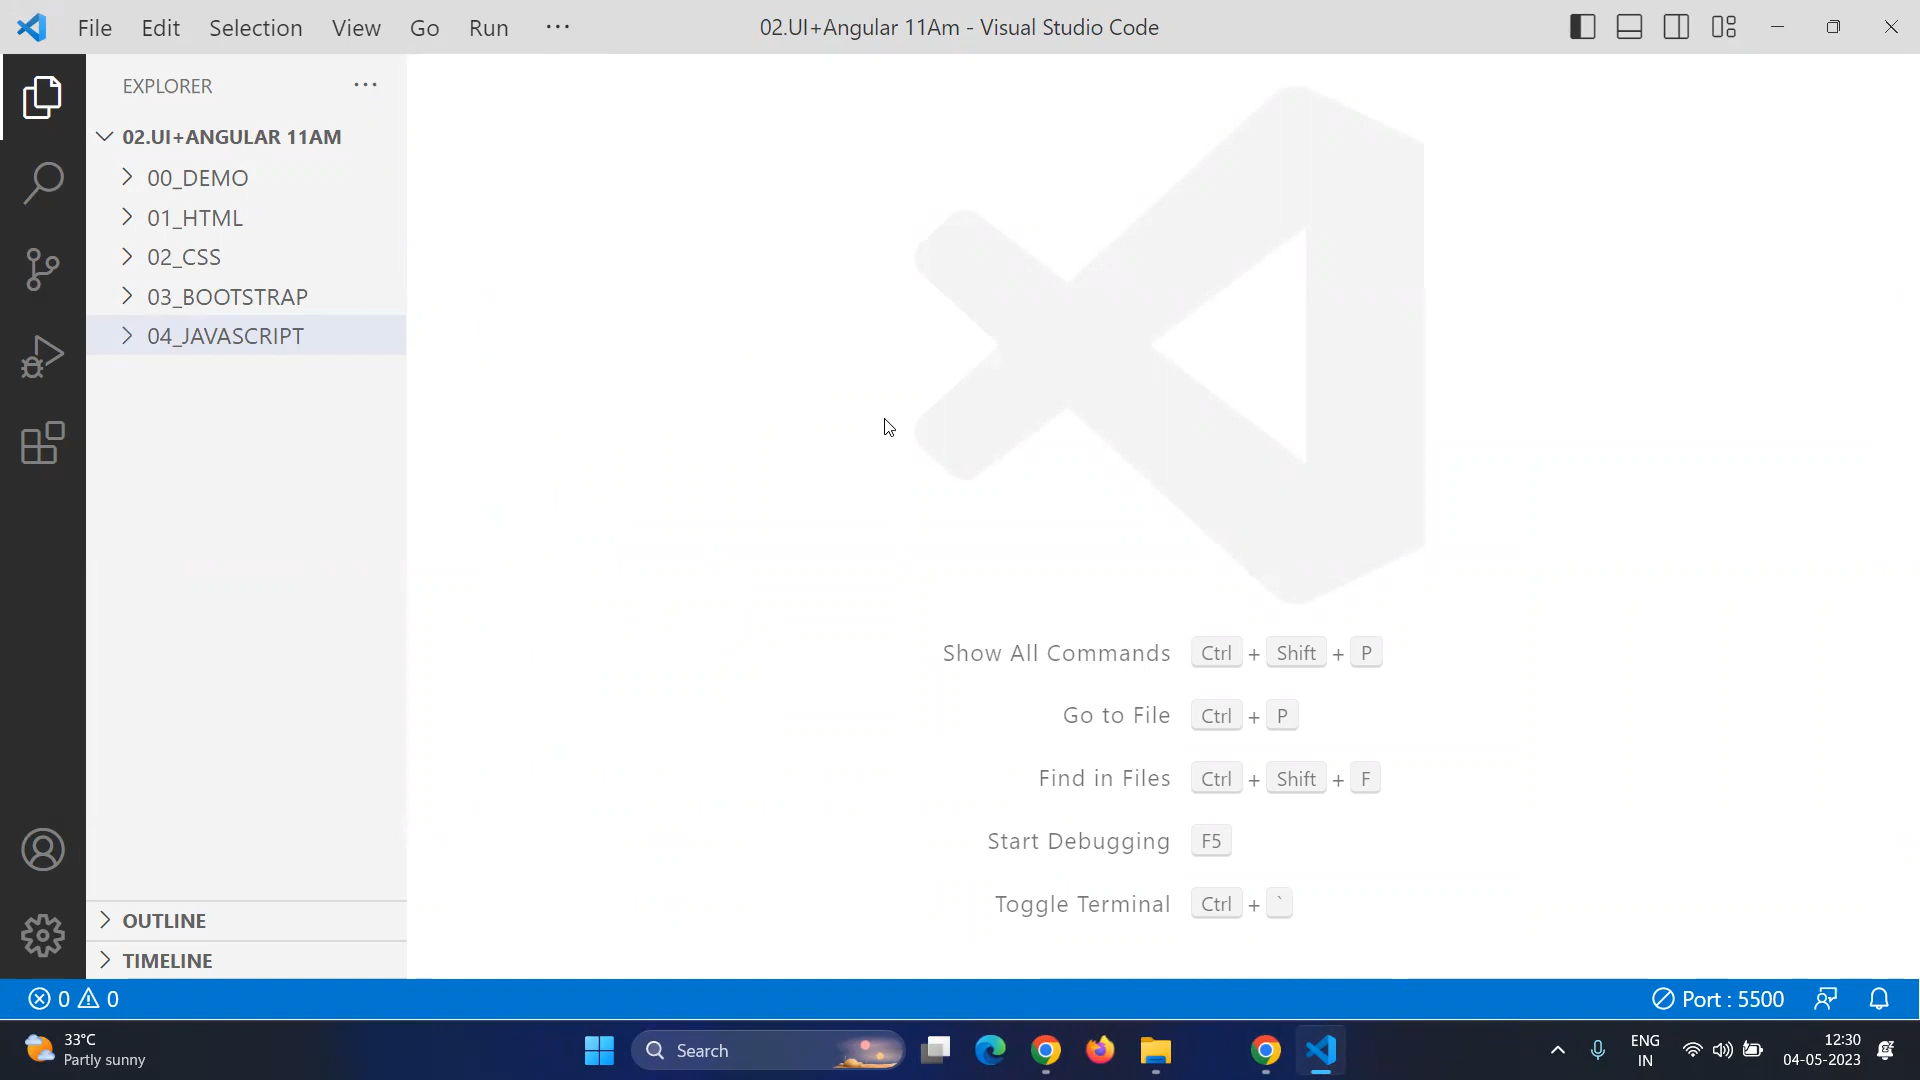 File Edit Selection View Go Run ···
02.UI+Angular 11Am - Visual Studio Code
EXPLORER ···
02.UI+ANGULAR 11AM
00_DEMO
01_HTML
02_CSS
03_BOOTSTRAP
04_JAVASCRIPT
Show All Commands Ctrl + Shift + P
Go to File Ctrl + P
Find in Files Ctrl + Shift + F
Start Debugging F5
Toggle Terminal Ctrl + `
OUTLINE
TIMELINE
0 0
Port : 5500
33°C
Partly sunny
Search
ENG
IN
12:30
04-05-2023